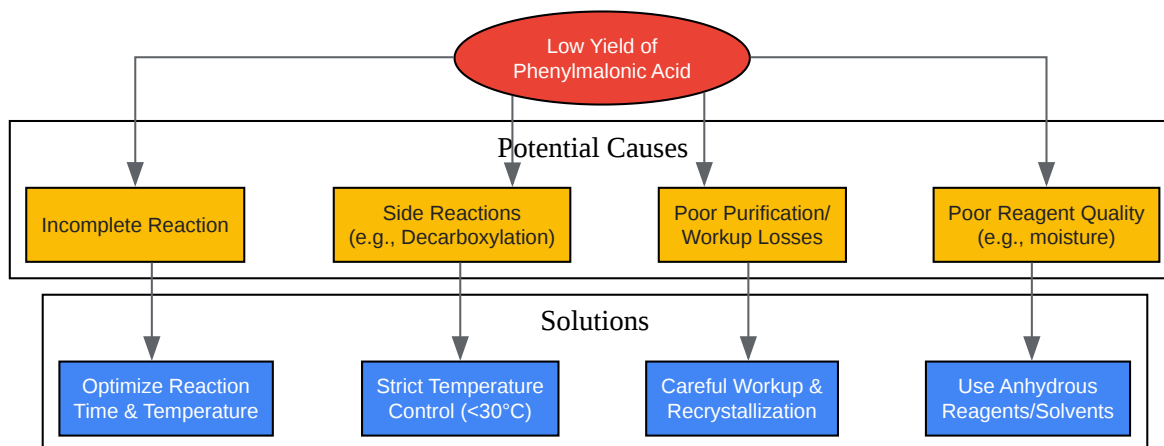 Low Yield of
Phenylmalonic Acid
Potential Causes
Incomplete Reaction
Side Reactions
(e.g., Decarboxylation)
Poor Purification/
Workup Losses
Poor Reagent Quality
(e.g., moisture)
Solutions
Optimize Reaction
Time & Temperature
Strict Temperature
Control (<30°C)
Careful Workup &
Recrystallization
Use Anhydrous
Reagents/Solvents